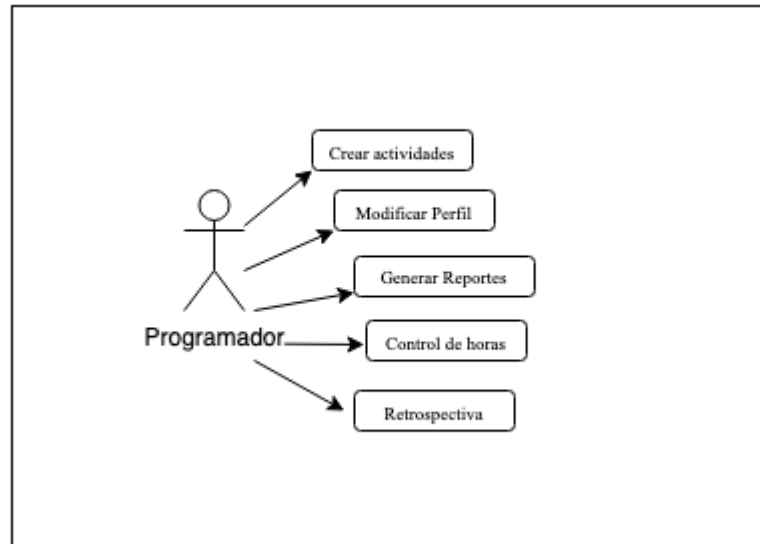 Crear actividades
Modificar Perfil
Generar Reportes
Programador
Control de horas
Retrospectiva